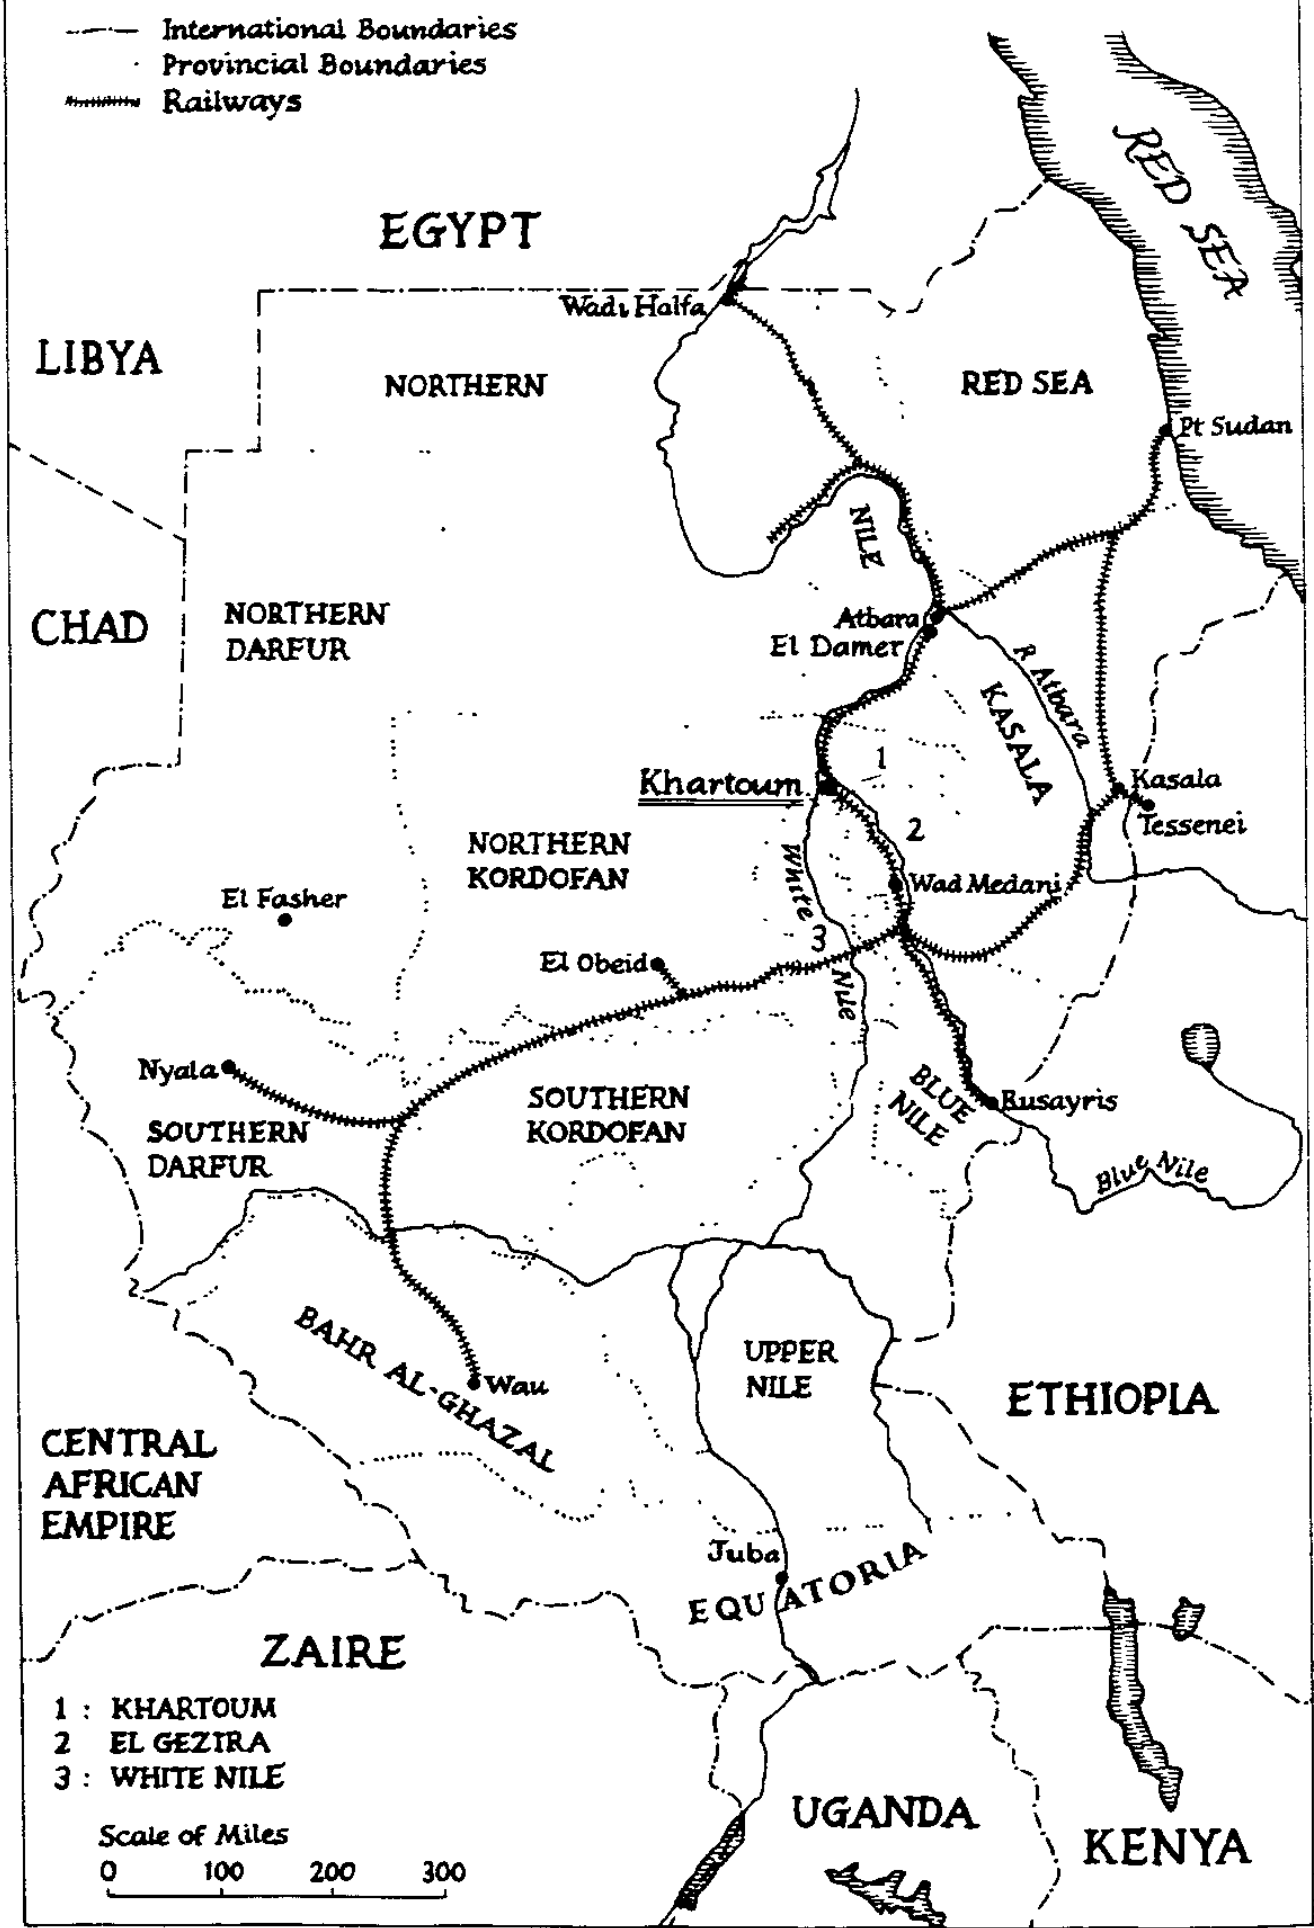 International Boundaries
Provincial Boundaries
Railways
RED SEA
EGYPT
Wadi Halfa
LIBYA
NORTHERN
RED SEA
Pt Sudan
NILE
CHAD
NORTHERN
DARFUR
Atbara
El Damer
R Atbara
KASALA
1
Khartoum
Kasala
Tessenei
2
NORTHERN
KORDOFAN
White Nile
Wad Medani
El Fasher
3
El Obeid
Nyala
SOUTHERN
KORDOFAN
BLUE
NILE
Rusayris
SOUTHERN
DARFUR
Blue Nile
BAHR AL-GHAZAL
UPPER
NILE
Wau
ETHIOPIA
CENTRAL
AFRICAN
EMPIRE
Juba
EQUATORIA
ZAIRE
1 : KHARTOUM
2 EL GEZIRA
3 : WHITE NILE
UGANDA
KENYA
Scale of Miles
0 100 200 300